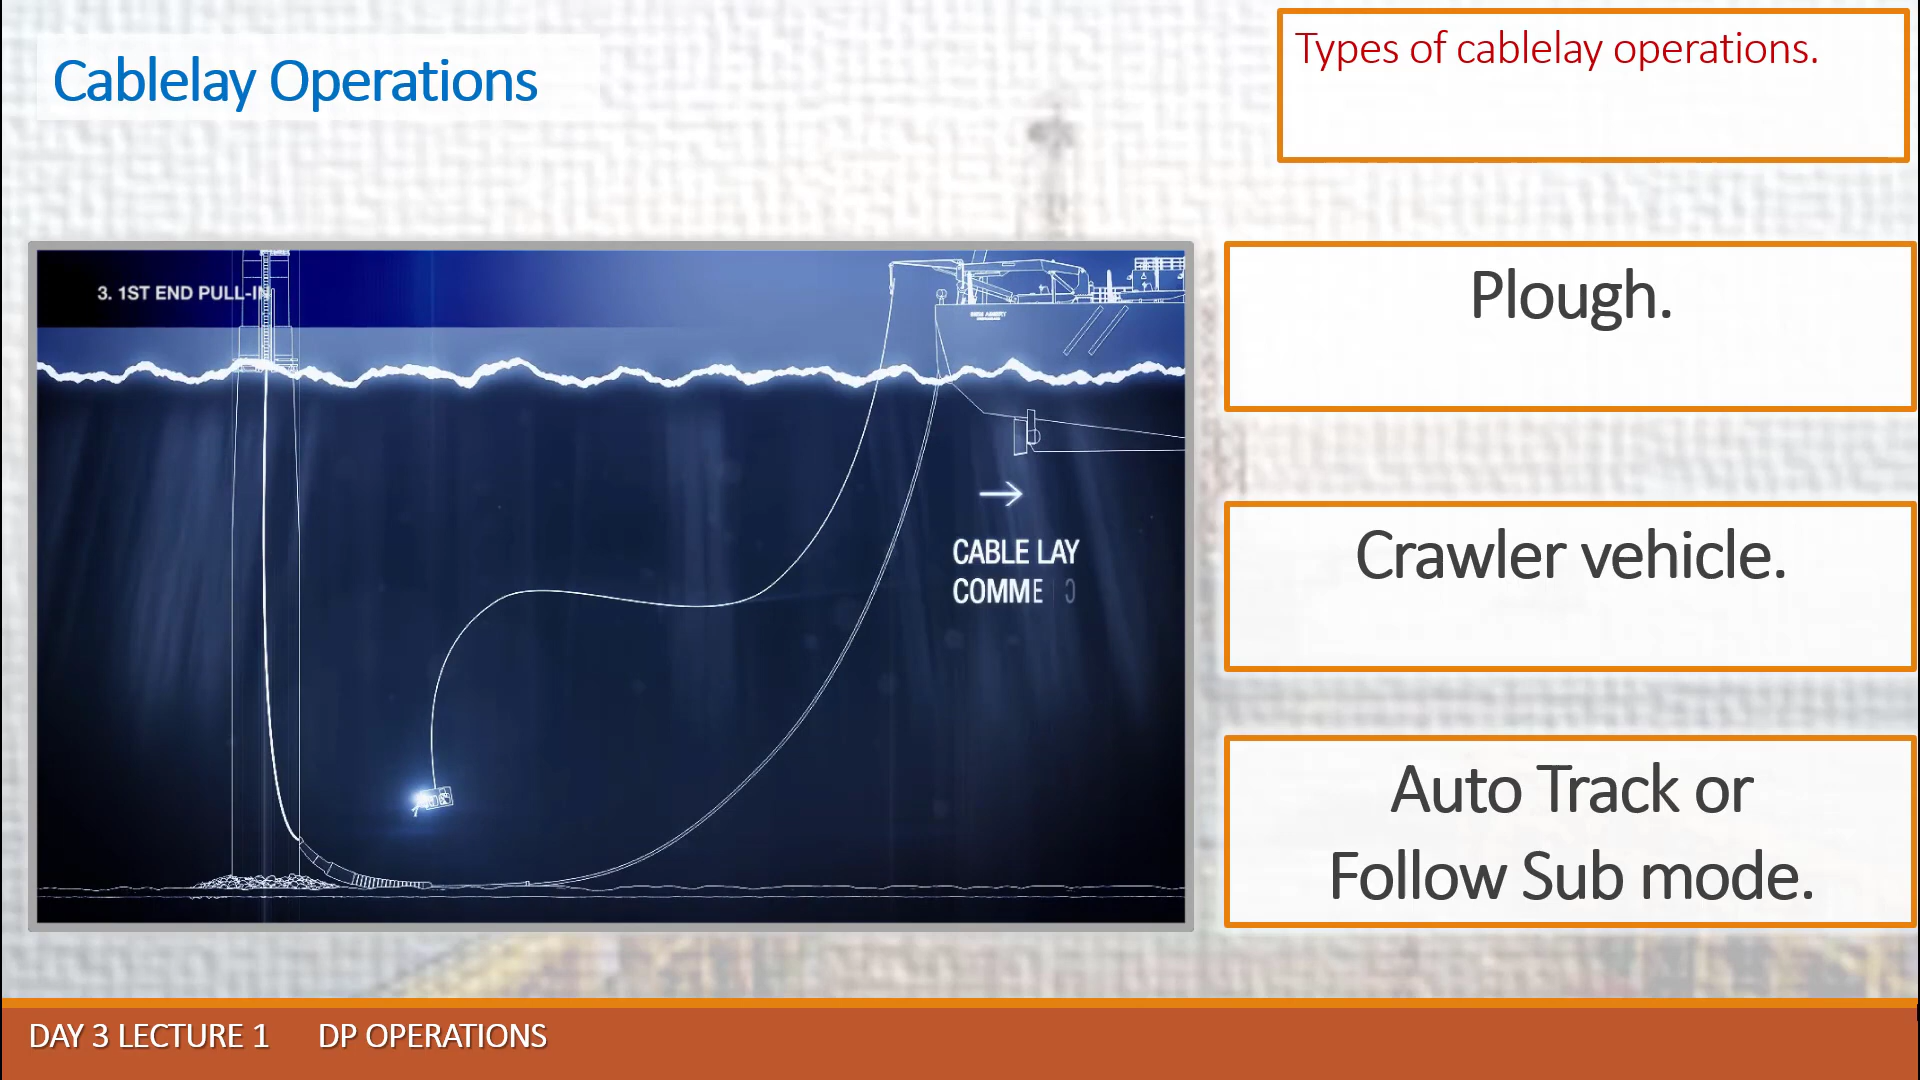 Cablelay Operations
Types of cablelay operations.
3. 1ST END PULL-IN
CABLE LAY
COMME
Plough.
Crawler vehicle.
Auto Track or
Follow Sub mode.
DAY 3 LECTURE 1 DP OPERATIONS